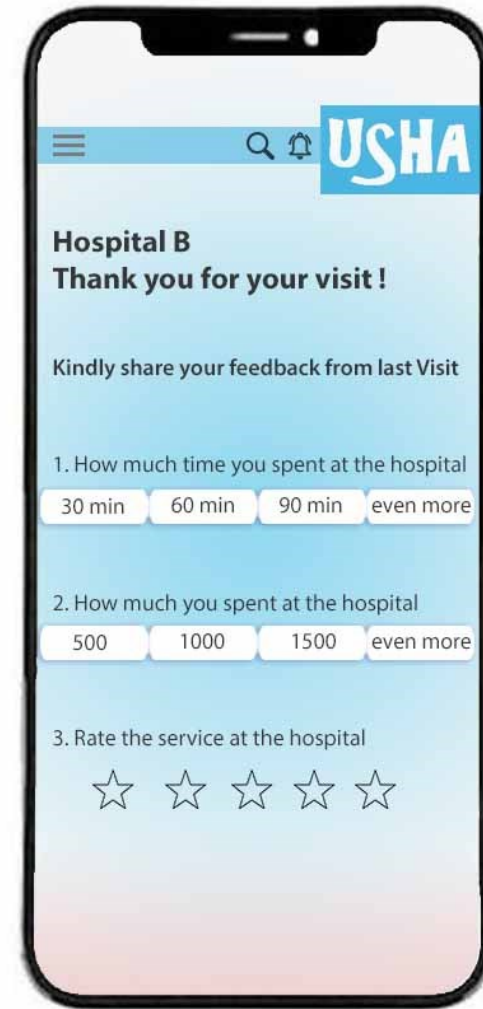 USHA
Hospital B
Thank you for your visit !
Kindly share your feedback from last Visit
1. How much time you spent at the hospital
30 min 60 min 90 min even more
2. How much you spent at the hospital
500 1000 1500 even more
3. Rate the service at the hospital